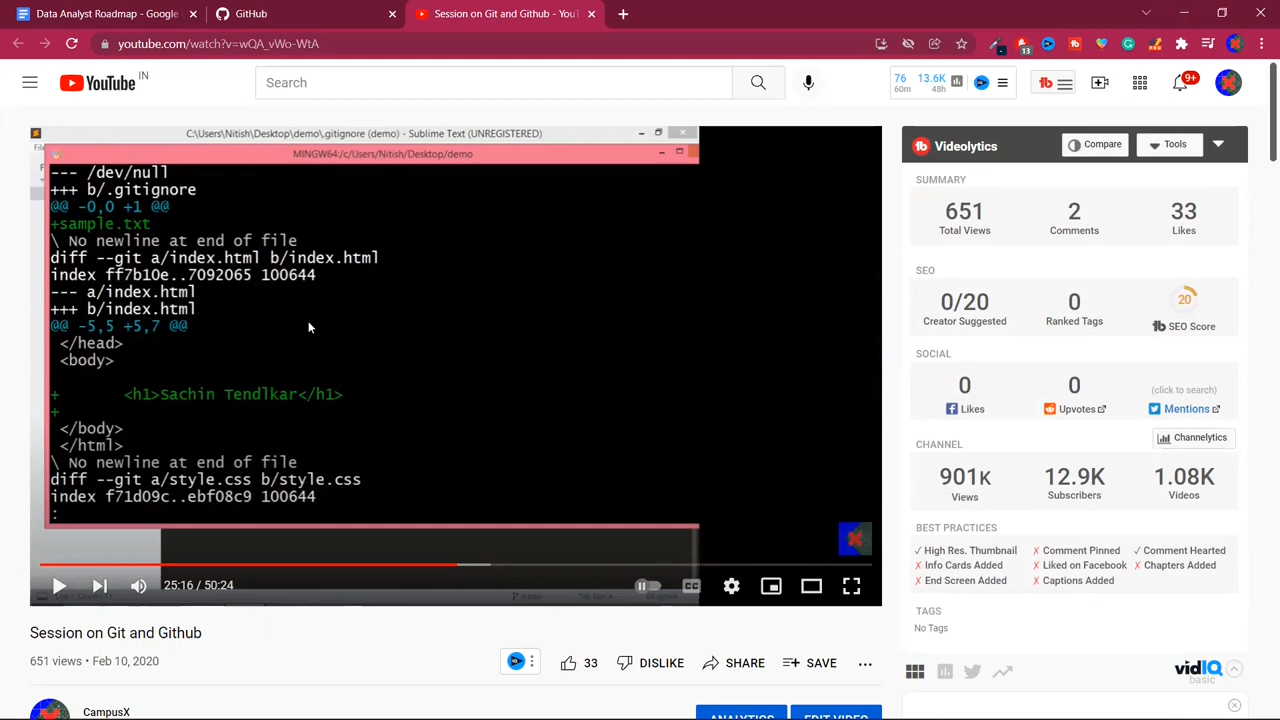 Data Analyst Roadmap - Google
GitHub
Session on Git and Github - YouT
youtube.com/watch?v=wQA_vWo-WtA
13
YouTube IN
Search
76
60m
13.6K
48h
9+
C:\Users\Nitish\Desktop\demo\.gitignore (demo) - Sublime Text (UNREGISTERED)
MINGW64:/c/Users/Nitish/Desktop/demo
--- /dev/null
+++ b/.gitignore
@@ -0,0 +1 @@
+sample.txt
\ No newline at end of file
diff --git a/index.html b/index.html
index ff7b10e..7092065 100644
--- a/index.html
+++ b/index.html
@@ -5,5 +5,7 @@
</head>
<body>
+ <h1>Sachin Tendlkar</h1>
+
</body>
</html>
\ No newline at end of file
diff --git a/style.css b/style.css
index f71d09c..ebf08c9 100644
:
25:16 / 50:24
CC
Session on Git and Github
651 views • Feb 10, 2020
33
DISLIKE
SHARE
SAVE
CampusX
ANALYTICS
EDIT VIDEO
Videolytics
Compare
Tools
SUMMARY
651
Total Views
2
Comments
33
Likes
SEO
0/20
Creator Suggested
0
Ranked Tags
20
SEO Score
SOCIAL
0
Likes
0
Upvotes
(click to search)
Mentions
CHANNEL
Channelytics
901K
Views
12.9K
Subscribers
1.08K
Videos
BEST PRACTICES
✓ High Res. Thumbnail
✗ Comment Pinned
✓ Comment Hearted
✗ Info Cards Added
✗ Liked on Facebook
✗ Chapters Added
✗ End Screen Added
✗ Captions Added
TAGS
No Tags
vidIQ
basic